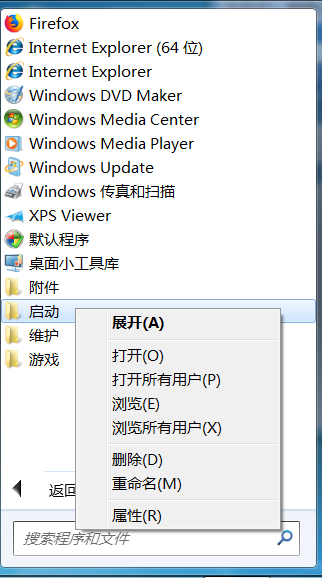 Firefox
Internet Explorer (64 位)
Internet Explorer
Windows DVD Maker
Windows Media Center
Windows Media Player
Windows Update
Windows 传真和扫描
XPS Viewer
默认程序
桌面小工具库
附件
启动
展开(A)
维护
打开(O)
游戏
打开所有用户(P)
浏览(E)
浏览所有用户(X)
删除(D)
重命名(M)
返回
属性(R)
搜索程序和文件